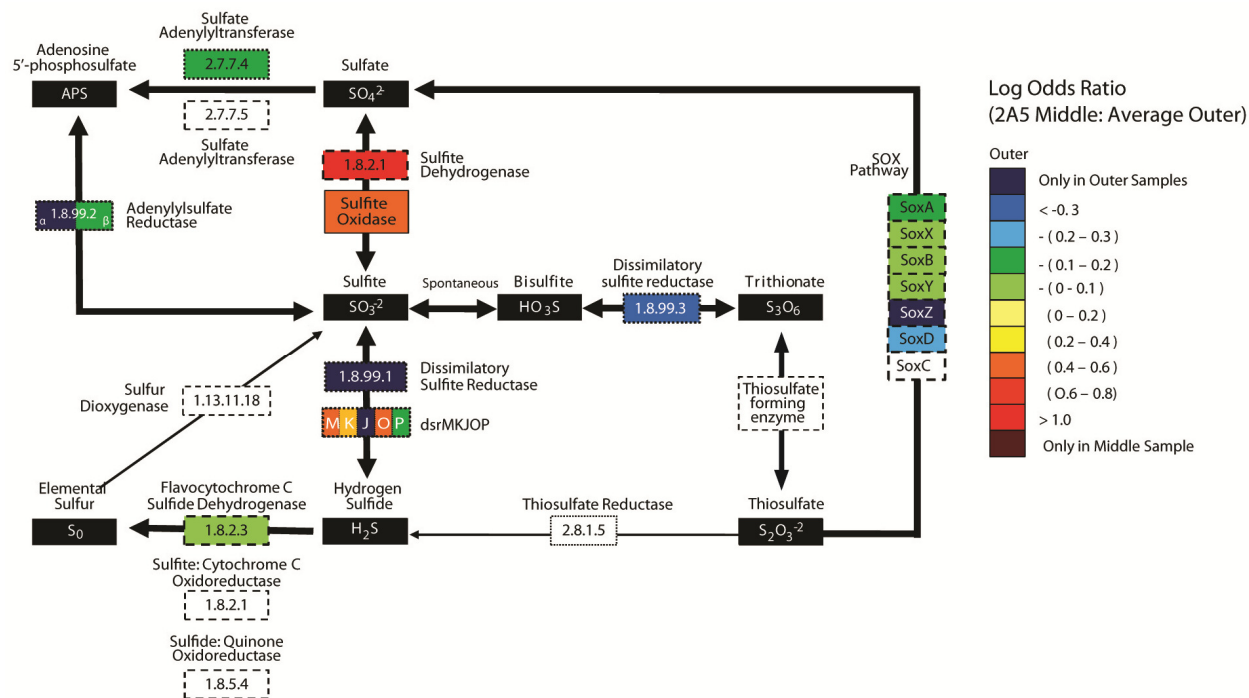 Sulfate
Adenylyltransferase
2.7.7.4
Adenosine
5'-phosphosulfate
APS
Sulfate
SO4 2-
2.7.7.5
Sulfate
Adenylyltransferase
1.8.2.1
Sulfite
Dehydrogenase
Sulfite
Oxidase
α 1.8.99.2 β
Adenylylsulfate
Reductase
Sulfite
SO3 -2
Spontaneous
Bisulfite
HO3S
Dissimilatory
sulfite reductase
1.8.99.3
Trithionate
S3O6
1.8.99.1
Dissimilatory
Sulfite Reductase
M K J O P
dsrMKJOP
Sulfur
Dioxygenase
1.13.11.18
Thiosulfate
forming
enzyme
Elemental
Sulfur
S0
Flavocytochrome C
Sulfide Dehydrogenase
1.8.2.3
Hydrogen
Sulfide
H2S
Thiosulfate Reductase
2.8.1.5
Thiosulfate
S2O3 -2
Sulfite: Cytochrome C
Oxidoreductase
1.8.2.1
Sulfide: Quinone
Oxidoreductase
1.8.5.4
SOX
Pathway
SoxA
SoxX
SoxB
SoxY
SoxZ
SoxD
SoxC
Log Odds Ratio
(2A5 Middle: Average Outer)
Outer
Only in Outer Samples
< -0.3
- ( 0.2 – 0.3)
- (0.1 – 0.2)
- (0 - 0.1)
(0 – 0.2)
(0.2 – 0.4)
(0.4 – 0.6)
(O.6 – 0.8)
> 1.0
Only in Middle Sample